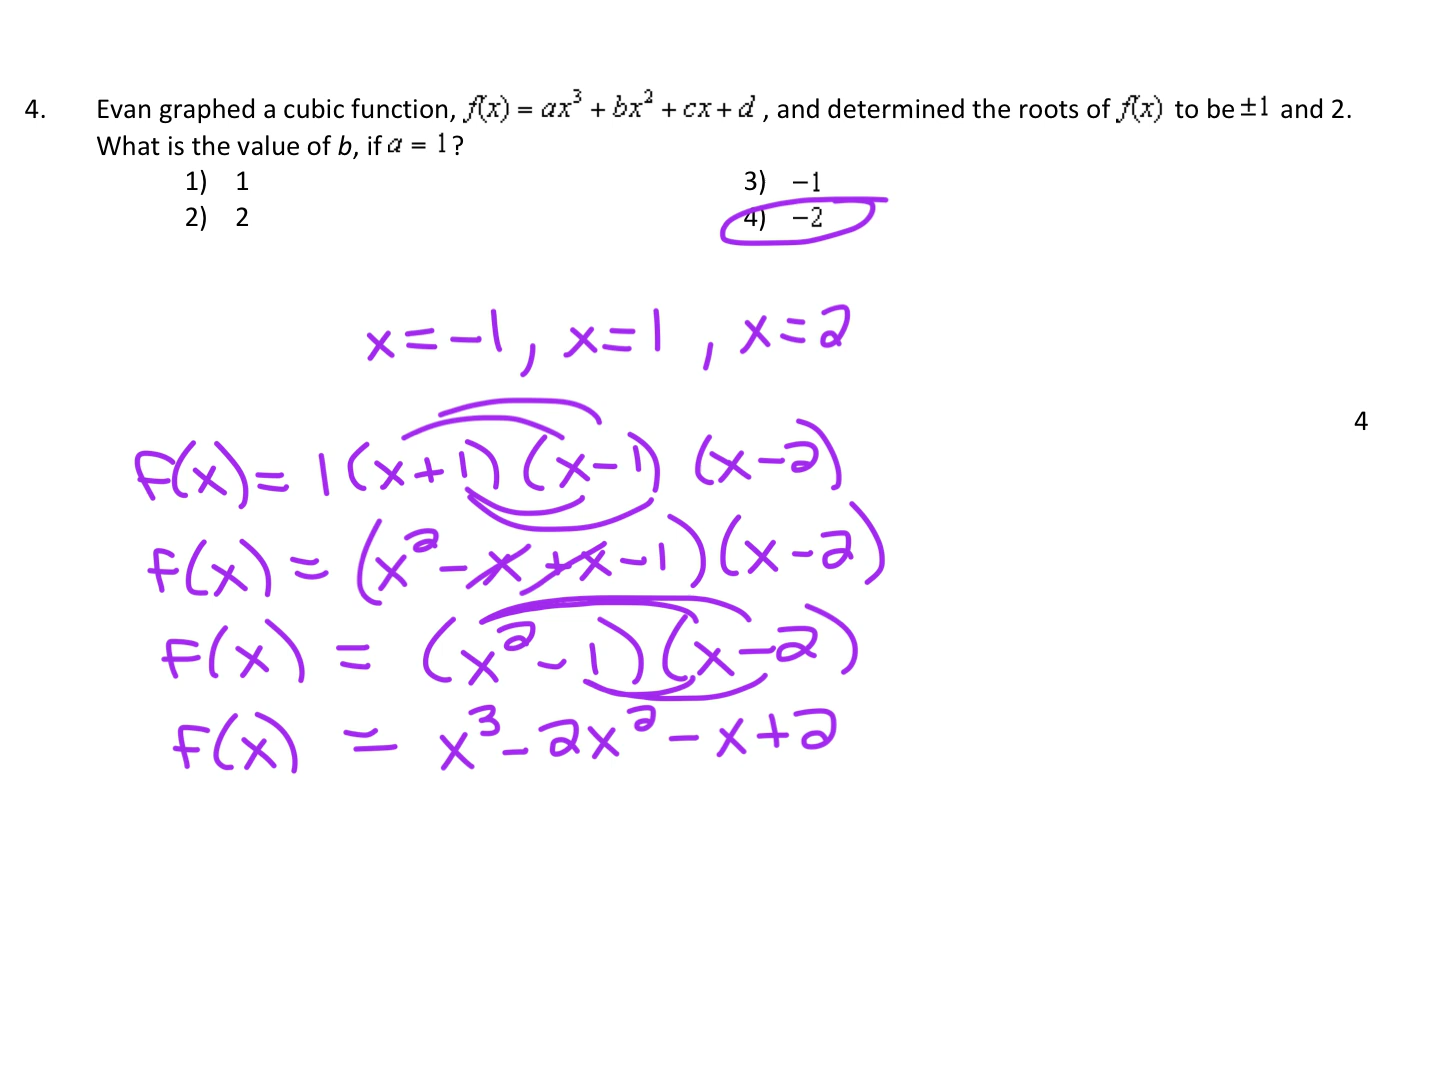 4. Evan graphed a cubic function, f(x) = ax³ + bx² + cx + d, and determined the roots of f(x) to be ±1 and 2.
What is the value of b, if a = 1?
1) 1 3) −1
2) 2 4) −2
x=-1, x=1, x=2
4
f(x)= 1(x+1)(x-1)(x-2)
f(x) = (x²-x+x-1)(x-2)
f(x) = (x²-1)(x-2)
f(x) = x³-2x²-x+2